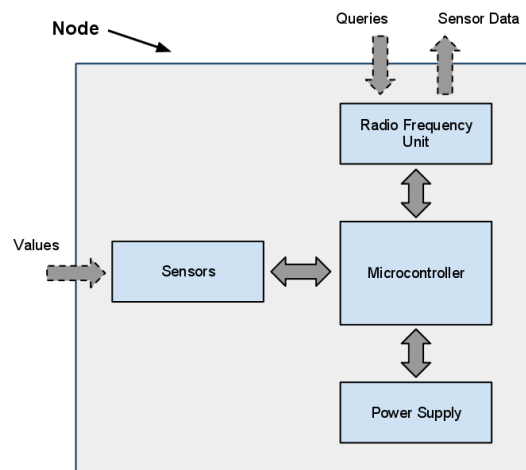 Queries
Sensor Data
Node
Radio Frequency
Unit
Values
Sensors
Microcontroller
Power Supply